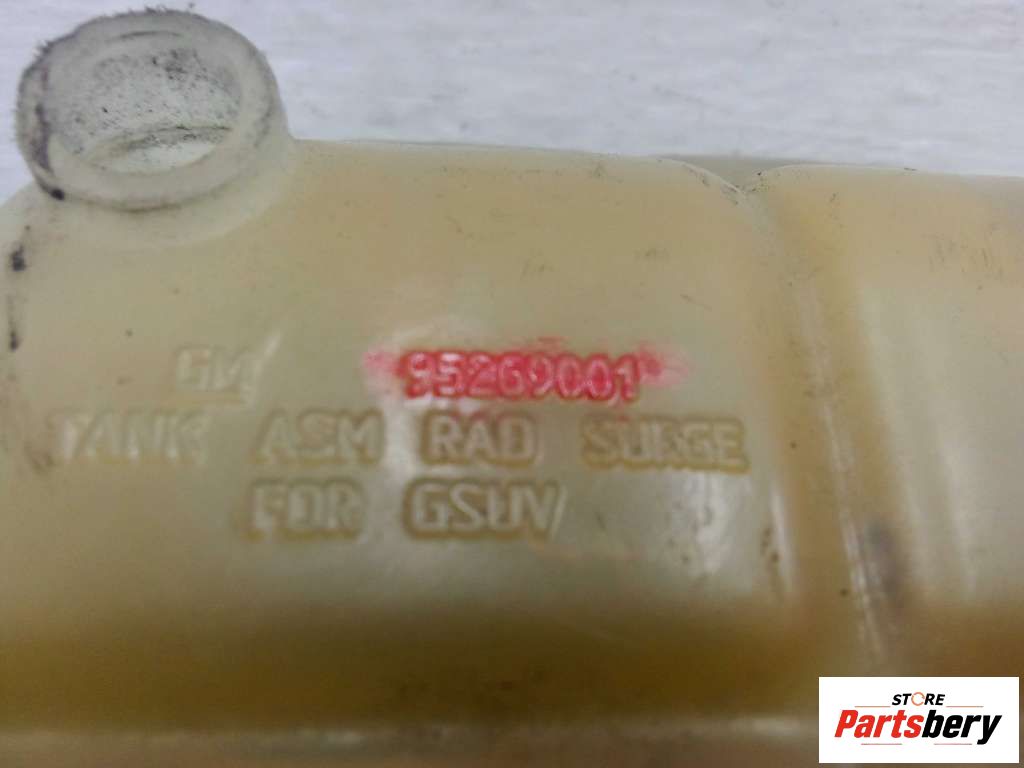 GM 95269001
TANK ASM RAD SURGE
FOR GSUV
STORE
Partsbery